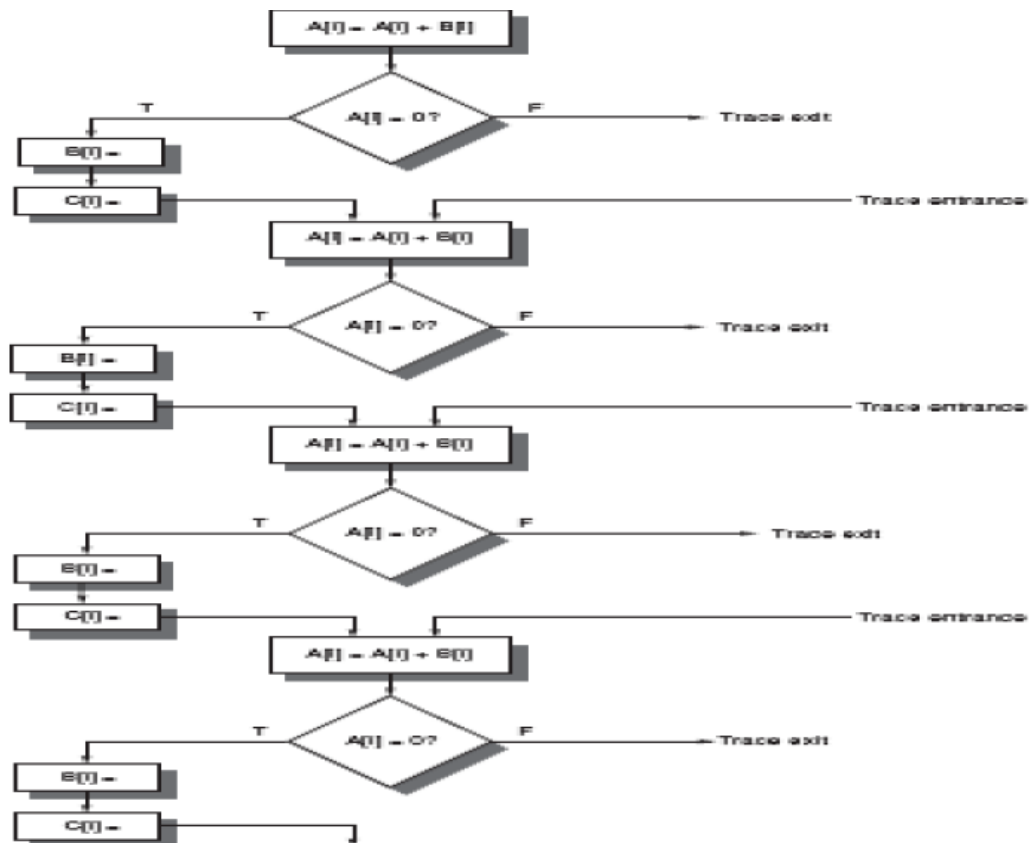 A[i] = A[i] + B[i]
T
A[i] = 0?
F
Trace exit
B[i] =
C[i] =
Trace entrance
A[i] = A[i] + B[i]
T
A[i] = 0?
F
Trace exit
B[i] =
C[i] =
Trace entrance
A[i] = A[i] + B[i]
T
A[i] = 0?
F
Trace exit
B[i] =
C[i] =
Trace entrance
A[i] = A[i] + B[i]
T
A[i] = 0?
F
Trace exit
B[i] =
C[i] =